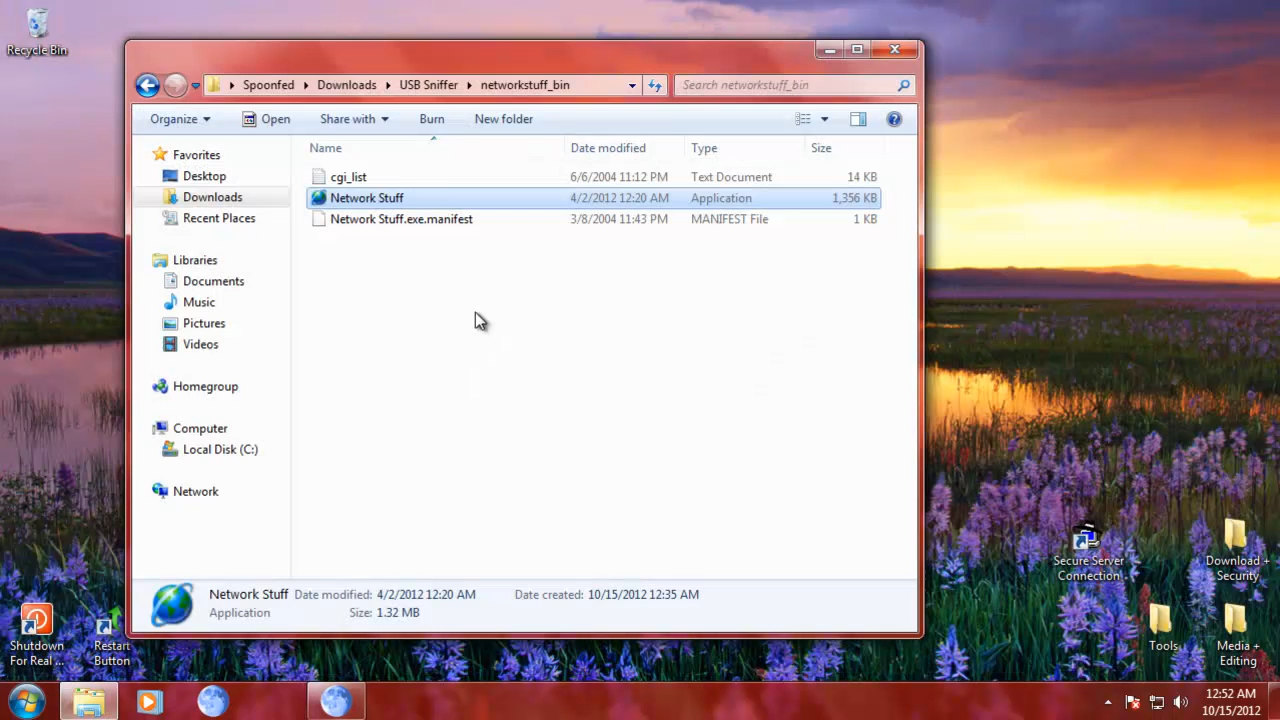 Recycle Bin
Spoonfed Downloads USB Sniffer networkstuff_bin
Search networkstuff_bin
Organize Open Share with Burn New folder
Name Date modified Type Size
cgi_list 6/6/2004 11:12 PM Text Document 14 KB
Network Stuff 4/2/2012 12:20 AM Application 1,356 KB
Network Stuff.exe.manifest 3/8/2004 11:43 PM MANIFEST File 1 KB
Favorites
Desktop
Downloads
Recent Places
Libraries
Documents
Music
Pictures
Videos
Homegroup
Computer
Local Disk (C:)
Network
Network Stuff Date modified: 4/2/2012 12:20 AM Date created: 10/15/2012 12:35 AM
Application Size: 1.32 MB
Secure Server
Connection
Download +
Security
Shutdown
For Real ...
Restart
Button
Tools
Media +
Editing
12:52 AM
10/15/2012